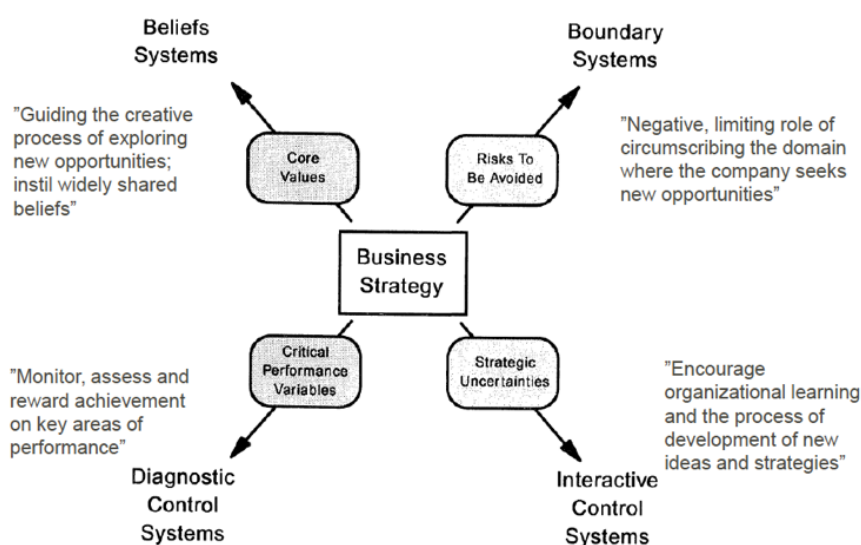 Beliefs
Systems
Boundary
Systems
”Guiding the creative
process of exploring
new opportunities;
instil widely shared
beliefs”
Core
Values
Risks To
Be Avoided
”Negative, limiting role of
circumscribing the domain
where the company seeks
new opportunities”
Business
Strategy
”Monitor, assess and
reward achievement
on key areas of
performance”
Critical
Performance
Variables
Strategic
Uncertainties
”Encourage
organizational learning
and the process of
development of new
ideas and strategies”
Diagnostic
Control
Systems
Interactive
Control
Systems